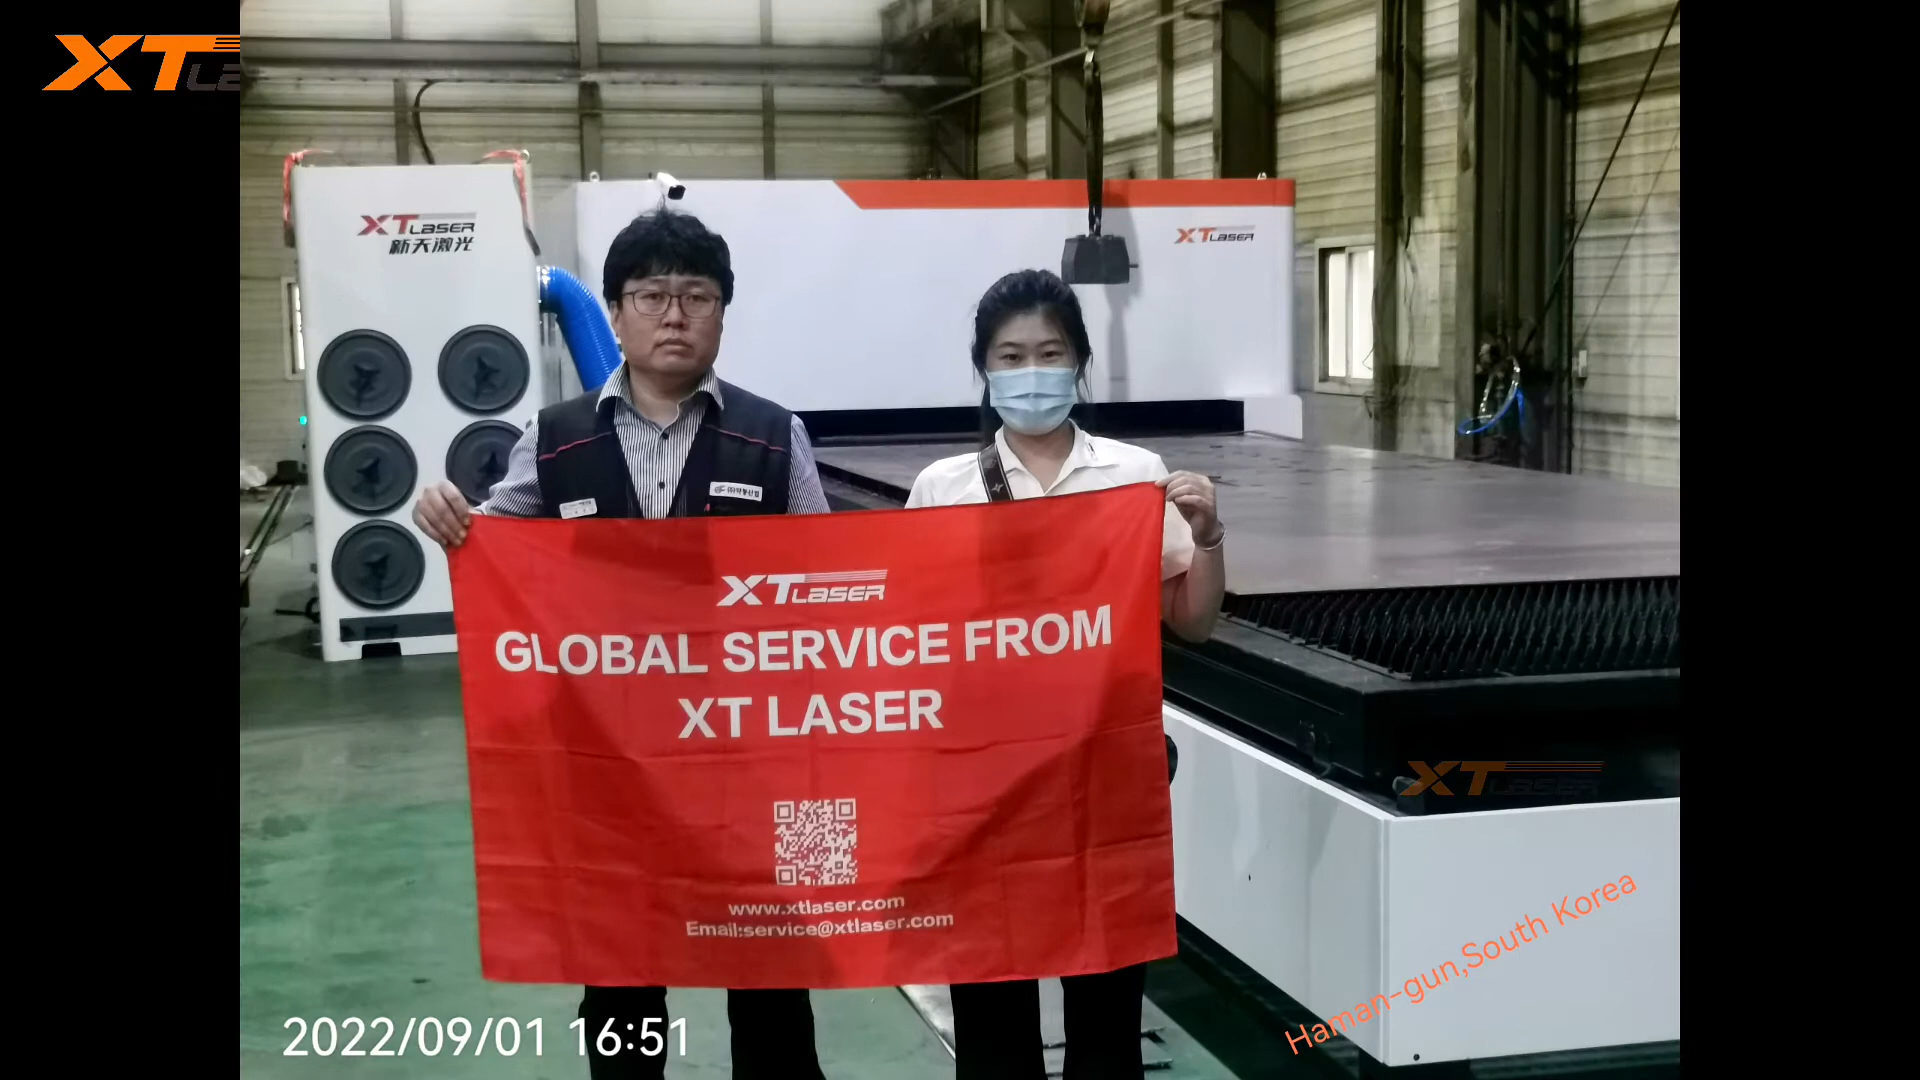 XTLA
XTLASER
新天激光
XTLASER
XTLASER
GLOBAL SERVICE FROM
XT LASER
www.xtlaser.com
Email:service@xtlaser.com
XTLASER
Haman-gun,South Korea
2022/09/01 16:51